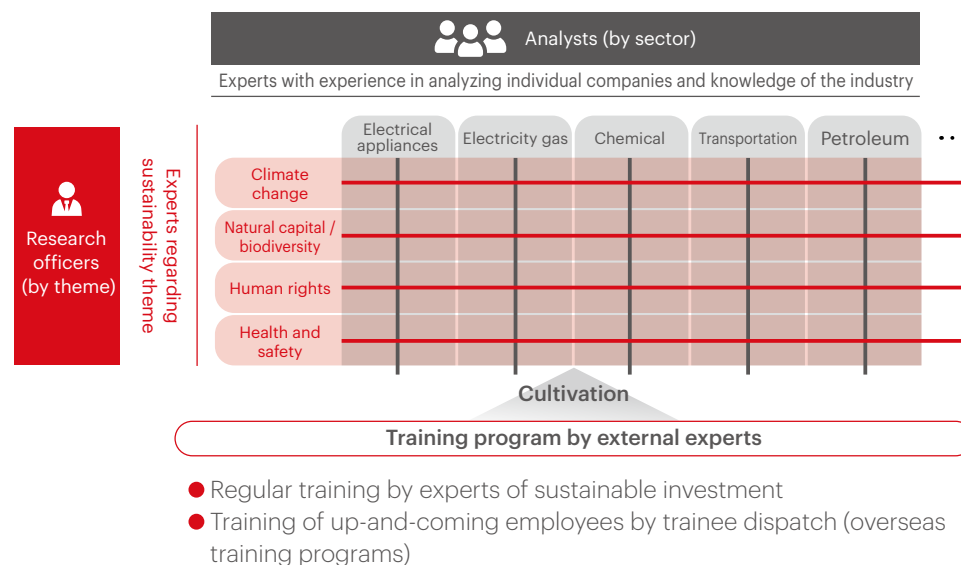 Analysts (by sector)
Experts with experience in analyzing individual companies and knowledge of the industry
Electrical
appliances
Electricity gas
Chemical
Transportation
Petroleum
・・
Research
officers
(by theme)
Experts regarding
sustainability theme
Climate
change
Natural capital /
biodiversity
Human rights
Health and
safety
Cultivation
Training program by external experts
● Regular training by experts of sustainable investment
● Training of up-and-coming employees by trainee dispatch (overseas
training programs)